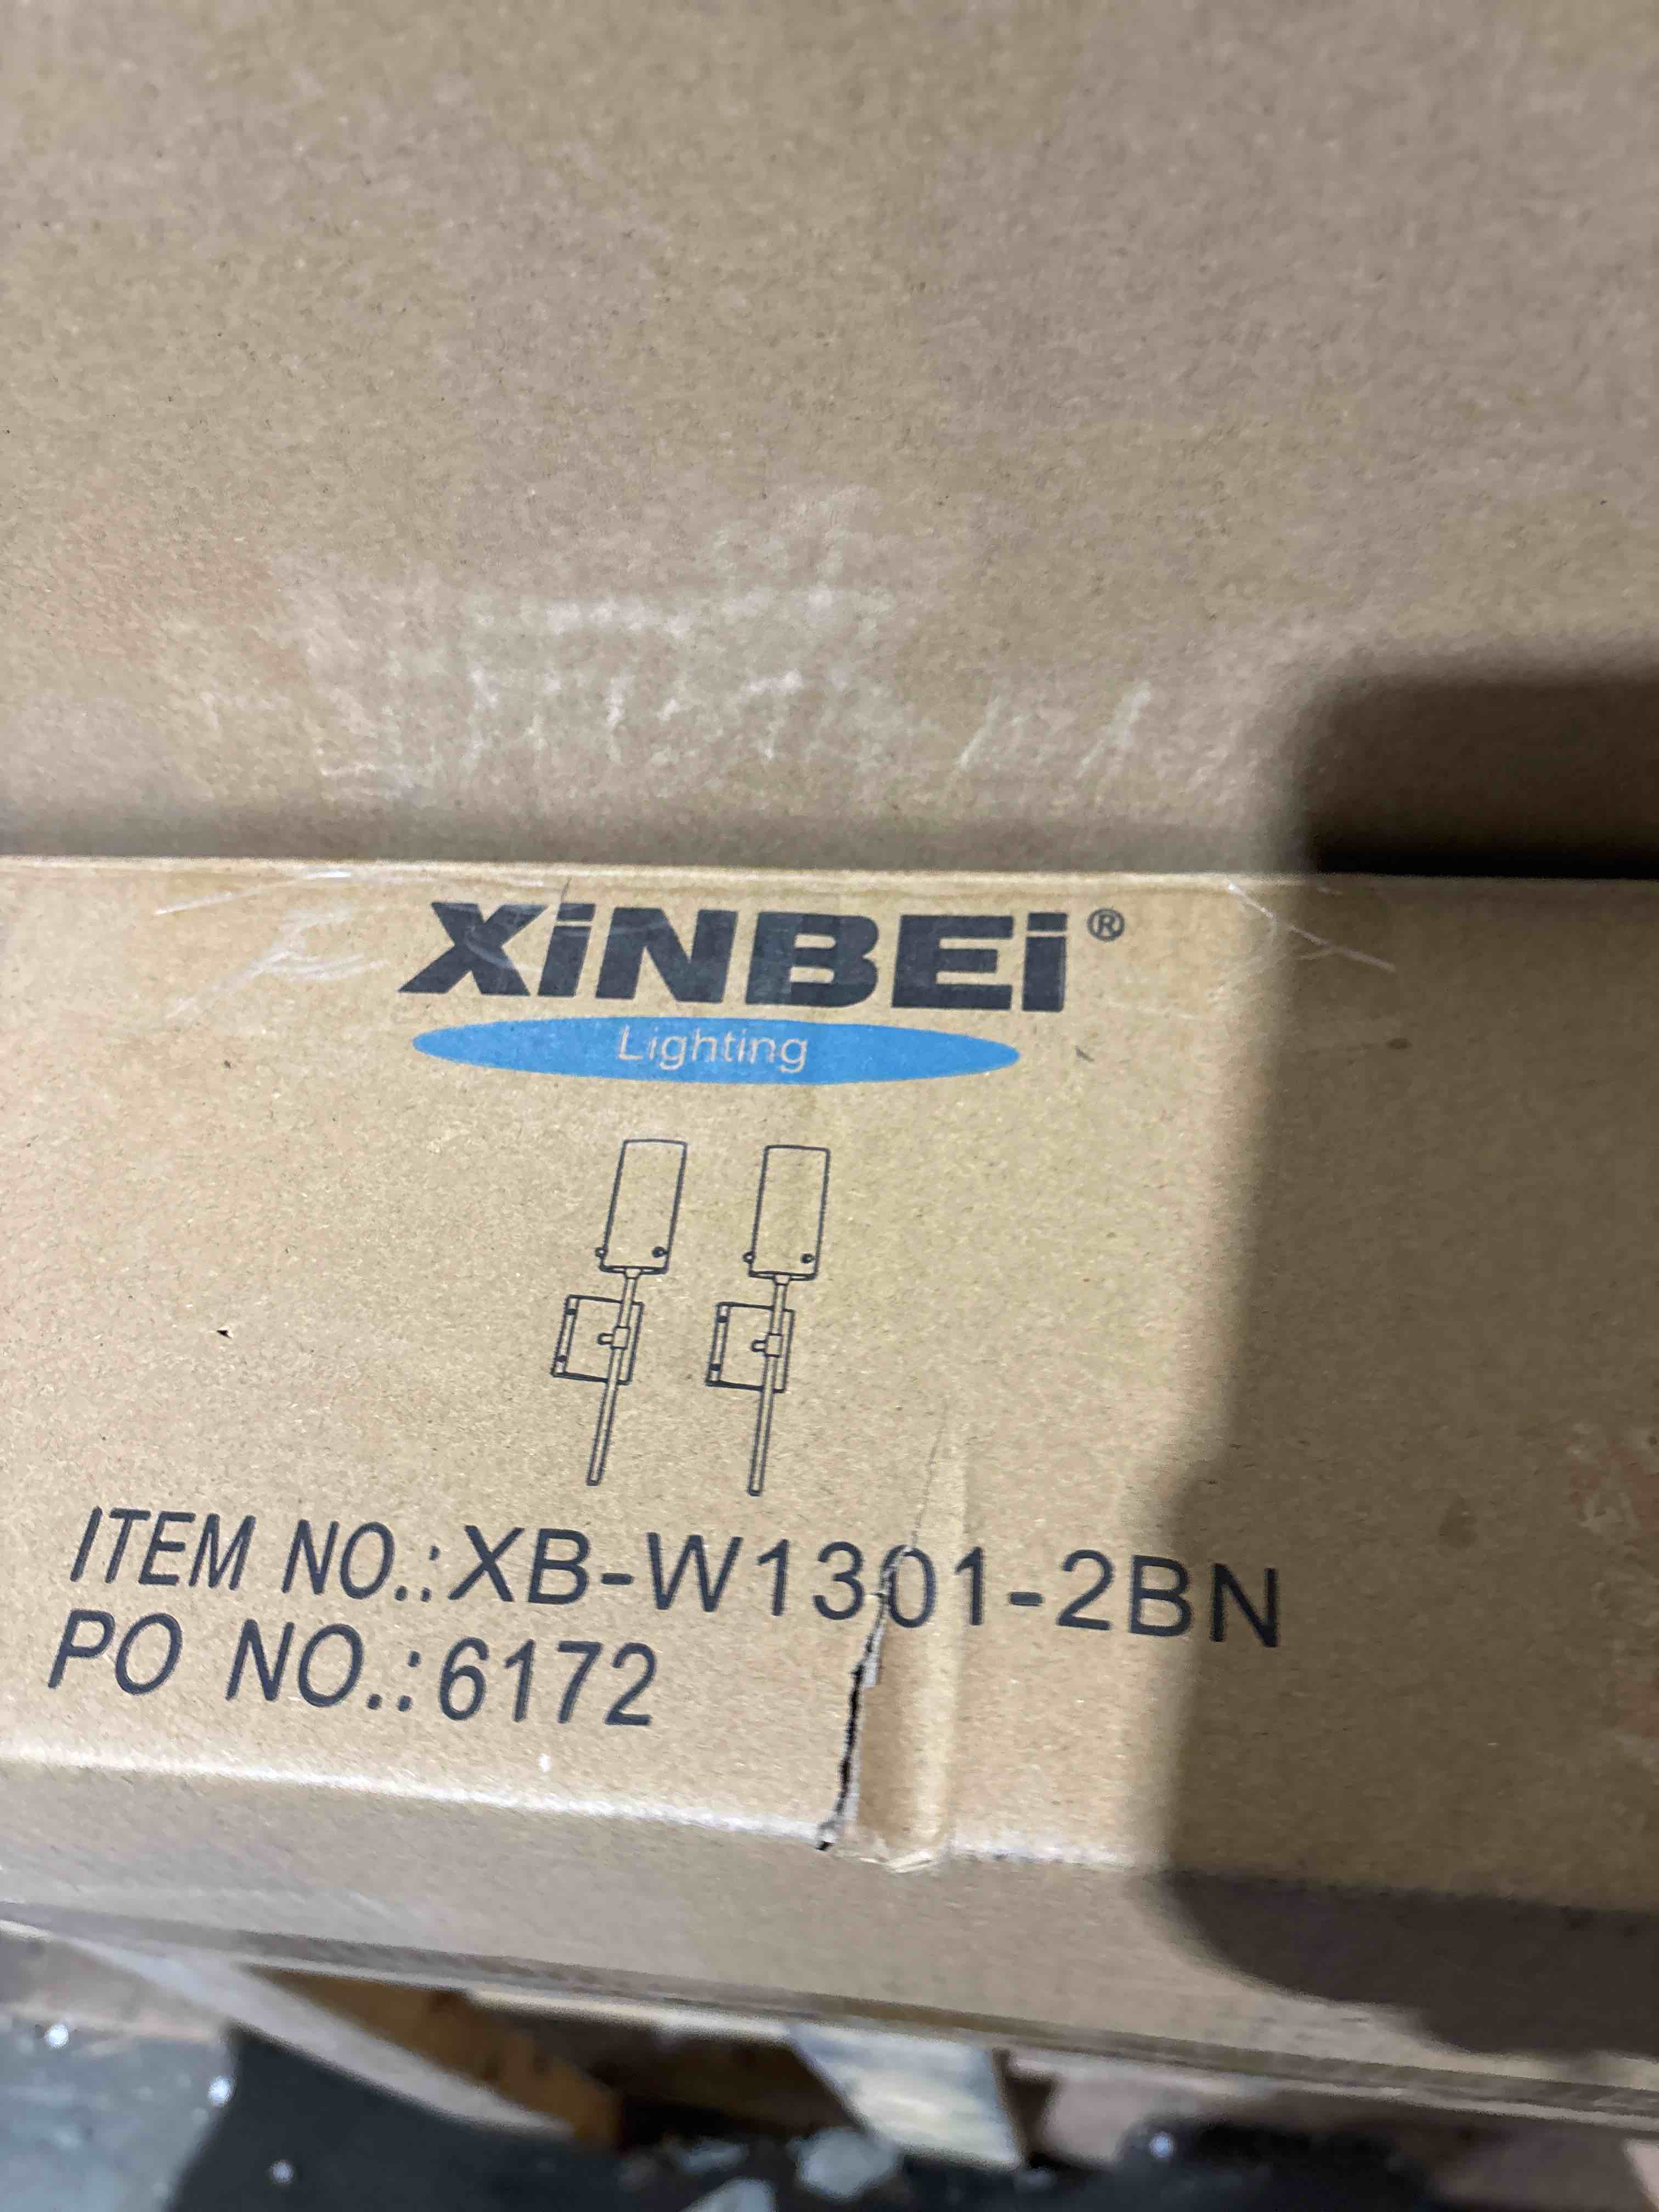 XiNBEi®
Lighting
ITEM NO.:XB-W1301-2BN
PO NO.:6172